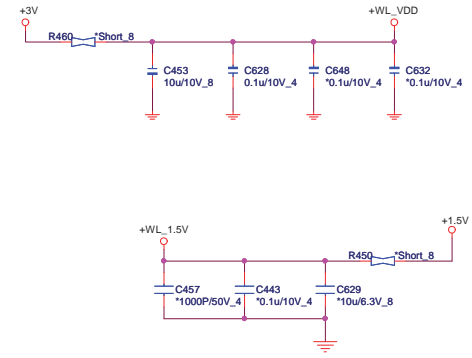 +3V
+WL_VDD
R460 *Short_8
C453
10u/10V_8
C628
0.1u/10V_4
C648
*0.1u/10V_4
C632
*0.1u/10V_4
+1.5V
+WL_1.5V
R450 *Short_8
C457
*1000P/50V_4
C443
*0.1u/10V_4
C629
*10u/6.3V_8